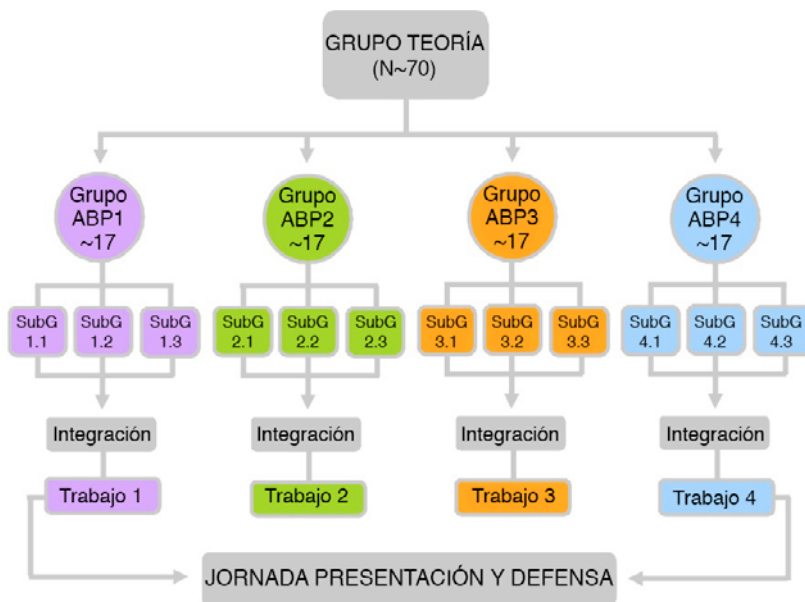 GRUPO TEORÍA
(N~70)
Grupo
ABP1
~17
Grupo
ABP2
~17
Grupo
ABP3
~17
Grupo
ABP4
~17
SubG
1.1
SubG
1.2
SubG
1.3
SubG
2.1
SubG
2.2
SubG
2.3
SubG
3.1
SubG
3.2
SubG
3.3
SubG
4.1
SubG
4.2
SubG
4.3
Integración
Integración
Integración
Integración
Trabajo 1
Trabajo 2
Trabajo 3
Trabajo 4
JORNADA PRESENTACIÓN Y DEFENSA